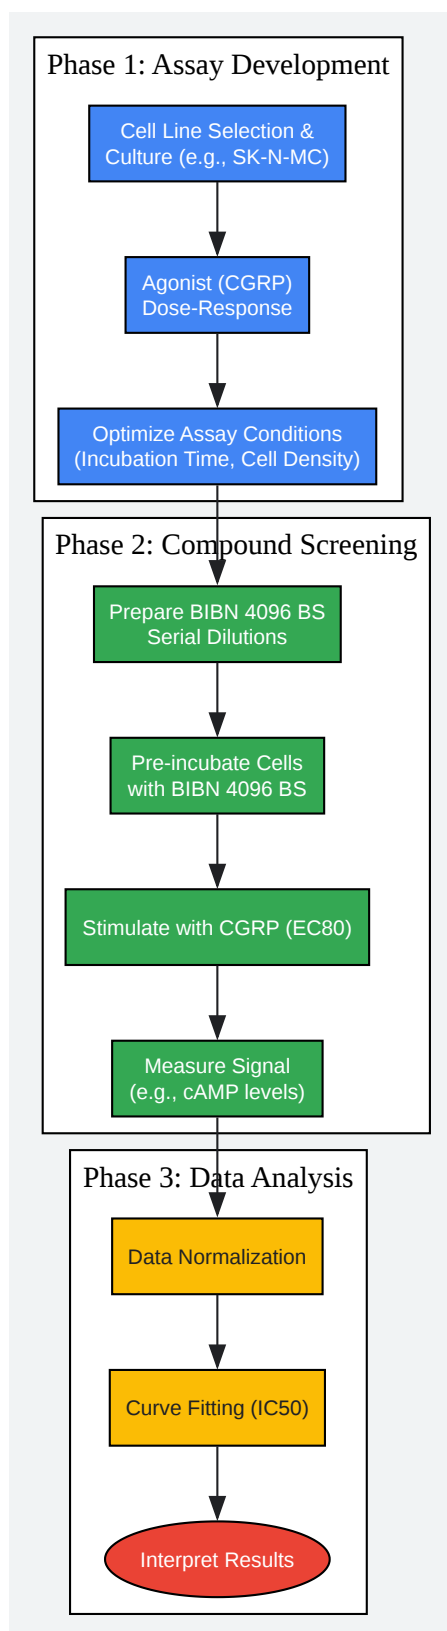 Phase 1: Assay Development
Cell Line Selection &
Culture (e.g., SK-N-MC)
Agonist (CGRP)
Dose-Response
Optimize Assay Conditions
(Incubation Time, Cell Density)
Phase 2: Compound Screening
Prepare BIBN 4096 BS
Serial Dilutions
Pre-incubate Cells
with BIBN 4096 BS
Stimulate with CGRP (EC80)
Measure Signal
(e.g., cAMP levels)
Phase 3: Data Analysis
Data Normalization
Curve Fitting (IC50)
Interpret Results